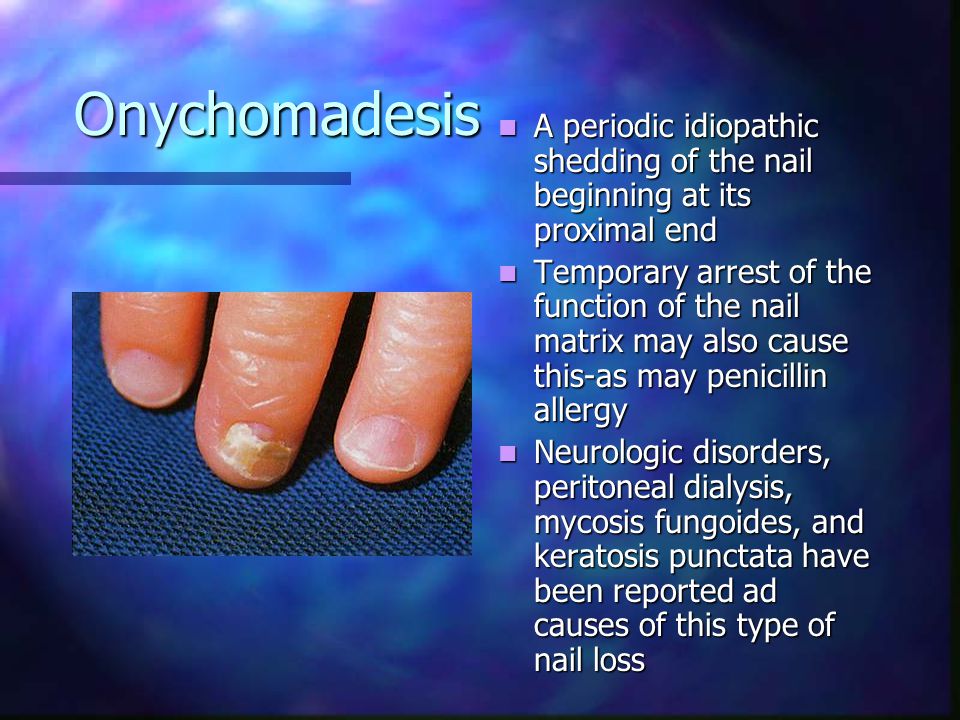 Onychomadesis
A periodic idiopathic
shedding of the nail
beginning at its
proximal end
Temporary arrest of the
function of the nail
matrix may also cause
this-as may penicillin
allergy
Neurologic disorders,
peritoneal dialysis,
mycosis fungoides, and
keratosis punctata have
been reported ad
causes of this type of
nail loss